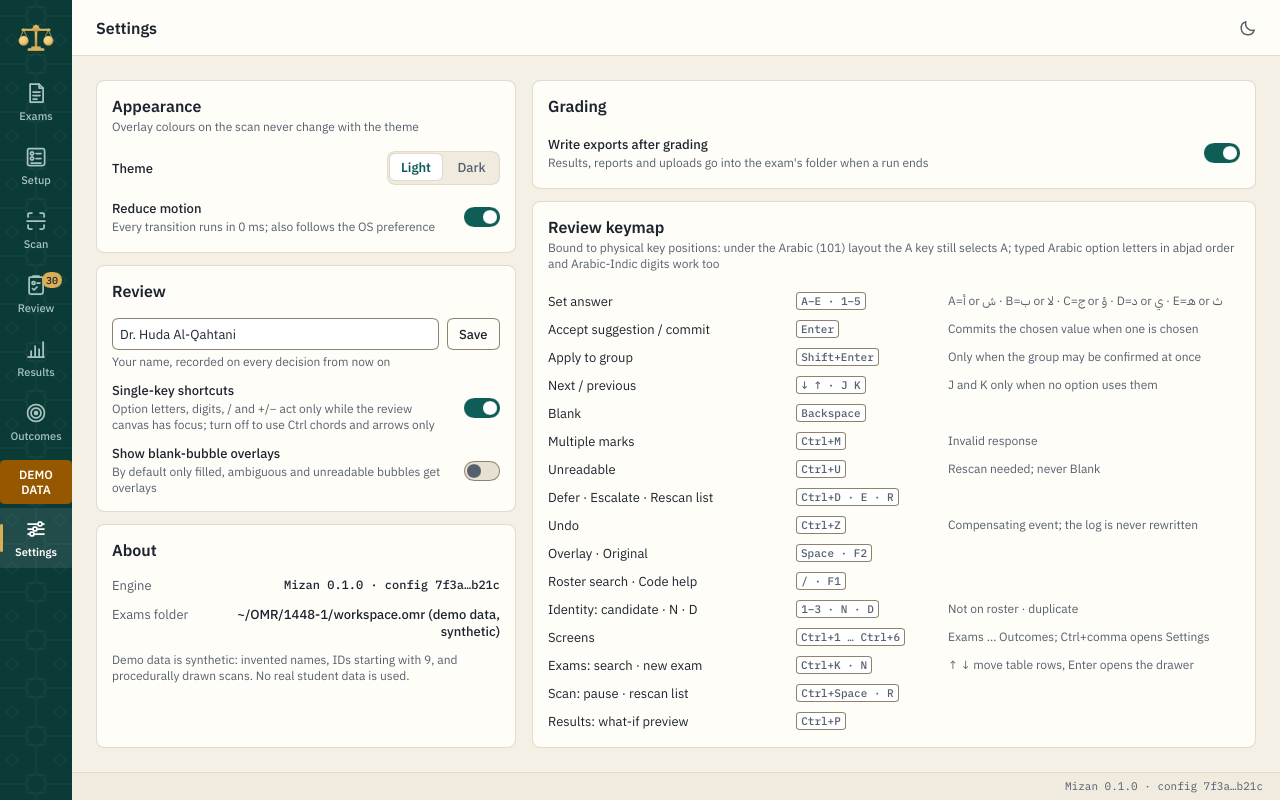 Settings
Exams
Setup
Scan
30
Review
Results
Outcomes
DEMO
DATA
Settings
Appearance
Overlay colours on the scan never change with the theme
Theme
Light
Dark
Reduce motion
Every transition runs in 0 ms; also follows the OS preference
Review
Dr. Huda Al-Qahtani
Save
Your name, recorded on every decision from now on
Single-key shortcuts
Option letters, digits, / and +/− act only while the review
canvas has focus; turn off to use Ctrl chords and arrows only
Show blank-bubble overlays
By default only filled, ambiguous and unreadable bubbles get
overlays
About
Engine
Mizan 0.1.0 · config 7f3a…b21c
Exams folder
~/OMR/1448-1/workspace.omr (demo data,
synthetic)
Demo data is synthetic: invented names, IDs starting with 9, and
procedurally drawn scans. No real student data is used.
Grading
Write exports after grading
Results, reports and uploads go into the exam's folder when a run ends
Review keymap
Bound to physical key positions: under the Arabic (101) layout the A key still selects A; typed Arabic option letters in abjad order
and Arabic-Indic digits work too
Set answer A–E · 1–5 A=أ or ش · B=ب or لا · C=ج or ؤ · D=د or ي · E=ه or ث
Accept suggestion / commit Enter Commits the chosen value when one is chosen
Apply to group Shift+Enter Only when the group may be confirmed at once
Next / previous ↓ ↑ · J K J and K only when no option uses them
Blank Backspace
Multiple marks Ctrl+M Invalid response
Unreadable Ctrl+U Rescan needed; never Blank
Defer · Escalate · Rescan list Ctrl+D · E · R
Undo Ctrl+Z Compensating event; the log is never rewritten
Overlay · Original Space · F2
Roster search · Code help / · F1
Identity: candidate · N · D 1–3 · N · D Not on roster · duplicate
Screens Ctrl+1 … Ctrl+6 Exams … Outcomes; Ctrl+comma opens Settings
Exams: search · new exam Ctrl+K · N ↑ ↓ move table rows, Enter opens the drawer
Scan: pause · rescan list Ctrl+Space · R
Results: what-if preview Ctrl+P
Mizan 0.1.0 · config 7f3a…b21c